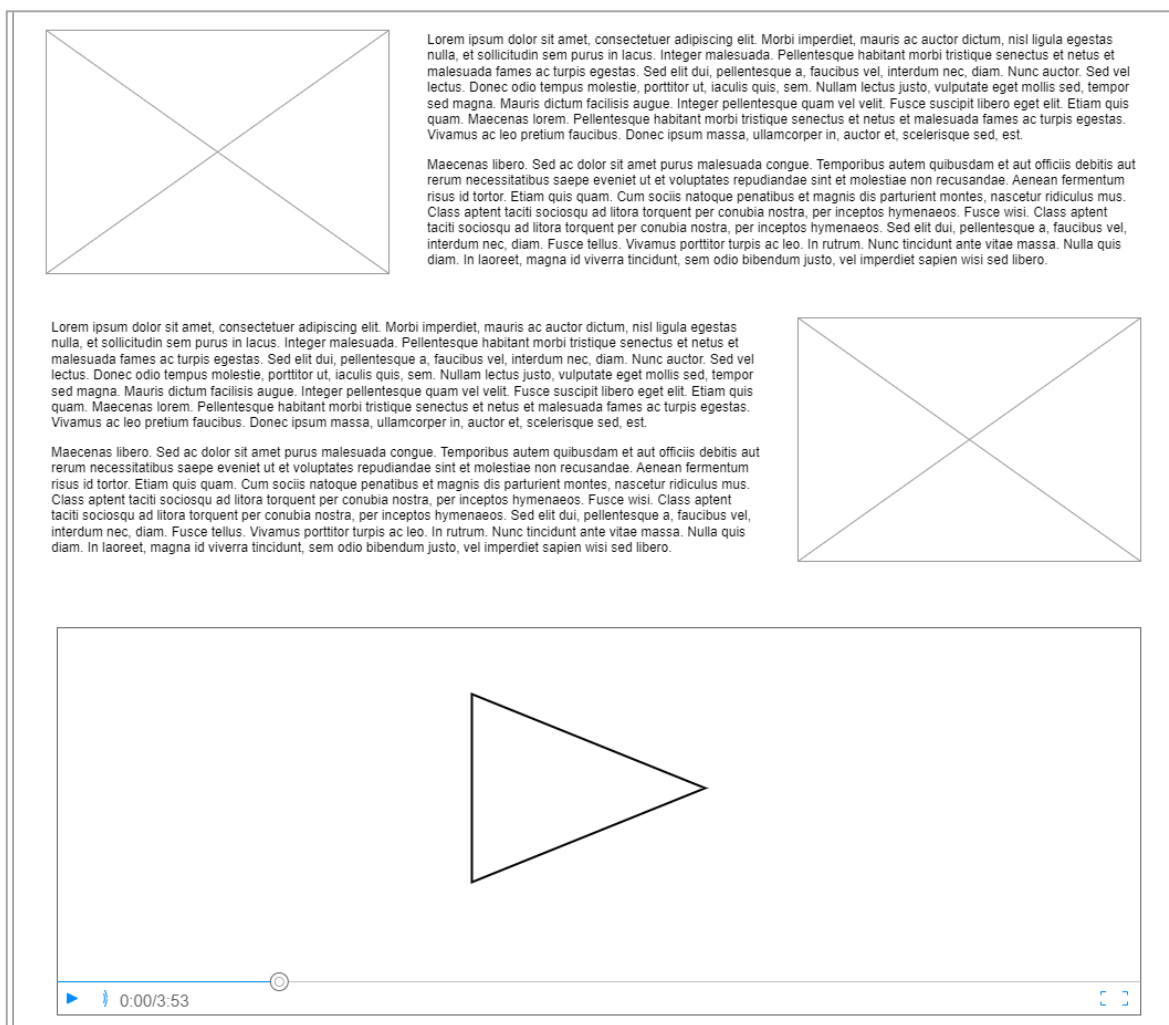 Lorem ipsum dolor sit amet, consectetuer adipiscing elit. Morbi imperdiet, mauris ac auctor dictum, nisl ligula egestas
nulla, et sollicitudin sem purus in lacus. Integer malesuada. Pellentesque habitant morbi tristique senectus et netus et
malesuada fames ac turpis egestas. Sed elit dui, pellentesque a, faucibus vel, interdum nec, diam. Nunc auctor. Sed vel
lectus. Donec odio tempus molestie, porttitor ut, iaculis quis, sem. Nullam lectus justo, vulputate eget mollis sed, tempor
sed magna. Mauris dictum facilisis augue. Integer pellentesque quam vel velit. Fusce suscipit libero eget elit. Etiam quis
quam. Maecenas lorem. Pellentesque habitant morbi tristique senectus et netus et malesuada fames ac turpis egestas.
Vivamus ac leo pretium faucibus. Donec ipsum massa, ullamcorper in, auctor et, scelerisque sed, est.
Maecenas libero. Sed ac dolor sit amet purus malesuada congue. Temporibus autem quibusdam et aut officiis debitis aut
rerum necessitatibus saepe eveniet ut et voluptates repudiandae sint et molestiae non recusandae. Aenean fermentum
risus id tortor. Etiam quis quam. Cum sociis natoque penatibus et magnis dis parturient montes, nascetur ridiculus mus.
Class aptent taciti sociosqu ad litora torquent per conubia nostra, per inceptos hymenaeos. Fusce wisi. Class aptent
taciti sociosqu ad litora torquent per conubia nostra, per inceptos hymenaeos. Sed elit dui, pellentesque a, faucibus vel,
interdum nec, diam. Fusce tellus. Vivamus porttitor turpis ac leo. In rutrum. Nunc tincidunt ante vitae massa. Nulla quis
diam. In laoreet, magna id viverra tincidunt, sem odio bibendum justo, vel imperdiet sapien wisi sed libero.
Lorem ipsum dolor sit amet, consectetuer adipiscing elit. Morbi imperdiet, mauris ac auctor dictum, nisl ligula egestas
nulla, et sollicitudin sem purus in lacus. Integer malesuada. Pellentesque habitant morbi tristique senectus et netus et
malesuada fames ac turpis egestas. Sed elit dui, pellentesque a, faucibus vel, interdum nec, diam. Nunc auctor. Sed vel
lectus. Donec odio tempus molestie, porttitor ut, iaculis quis, sem. Nullam lectus justo, vulputate eget mollis sed, tempor
sed magna. Mauris dictum facilisis augue. Integer pellentesque quam vel velit. Fusce suscipit libero eget elit. Etiam quis
quam. Maecenas lorem. Pellentesque habitant morbi tristique senectus et netus et malesuada fames ac turpis egestas.
Vivamus ac leo pretium faucibus. Donec ipsum massa, ullamcorper in, auctor et, scelerisque sed, est.
Maecenas libero. Sed ac dolor sit amet purus malesuada congue. Temporibus autem quibusdam et aut officiis debitis aut
rerum necessitatibus saepe eveniet ut et voluptates repudiandae sint et molestiae non recusandae. Aenean fermentum
risus id tortor. Etiam quis quam. Cum sociis natoque penatibus et magnis dis parturient montes, nascetur ridiculus mus.
Class aptent taciti sociosqu ad litora torquent per conubia nostra, per inceptos hymenaeos. Fusce wisi. Class aptent
taciti sociosqu ad litora torquent per conubia nostra, per inceptos hymenaeos. Sed elit dui, pellentesque a, faucibus vel,
interdum nec, diam. Fusce tellus. Vivamus porttitor turpis ac leo. In rutrum. Nunc tincidunt ante vitae massa. Nulla quis
diam. In laoreet, magna id viverra tincidunt, sem odio bibendum justo, vel imperdiet sapien wisi sed libero.
0:00/3:53